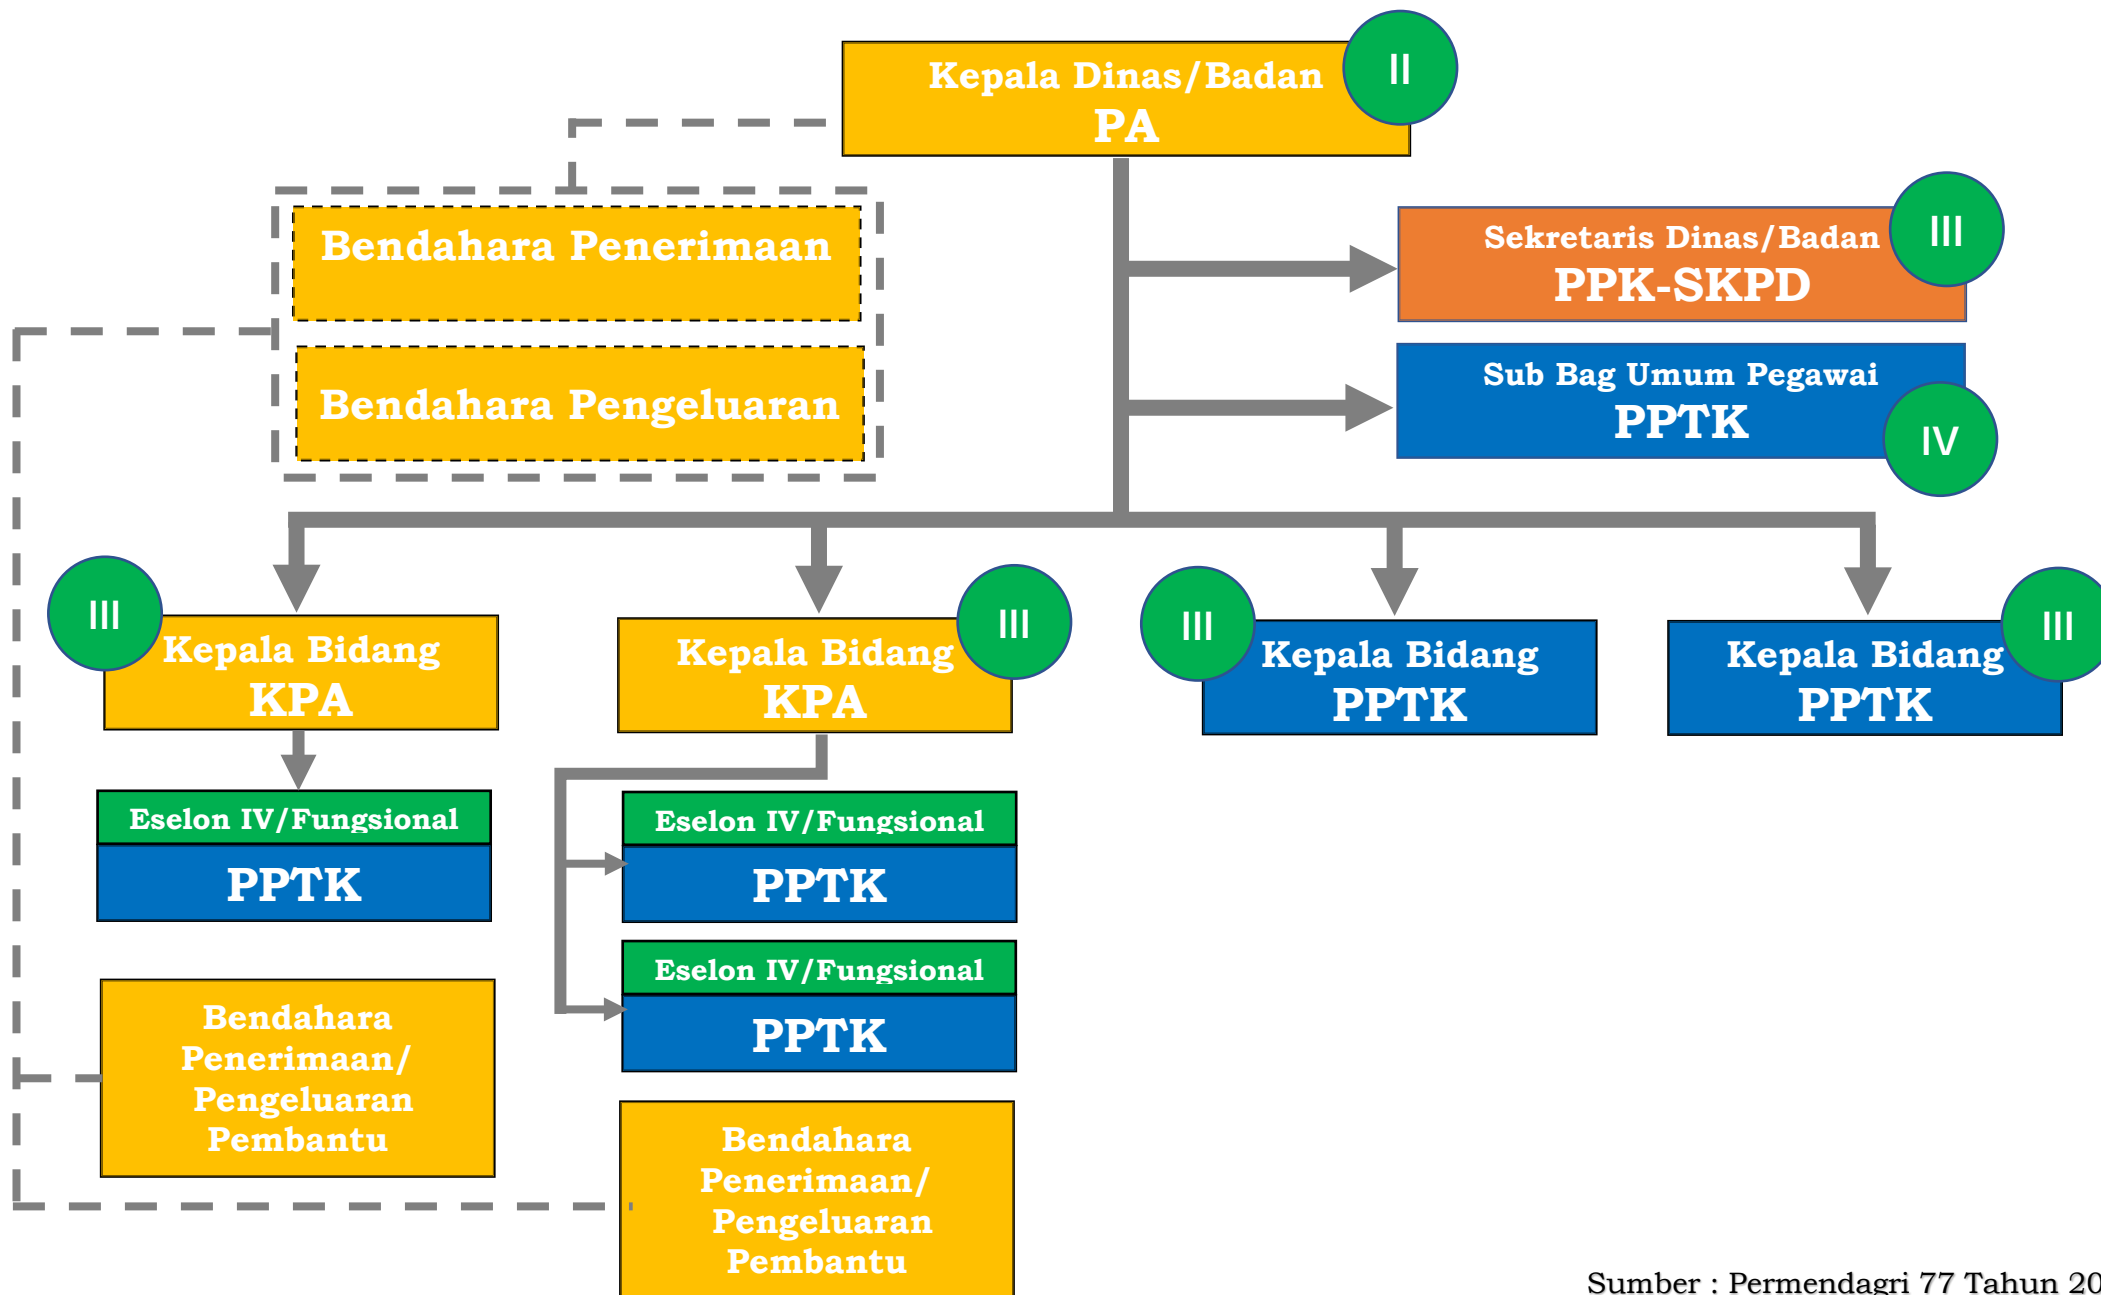 Kepala Dinas/Badan
PA
II
Bendahara Penerimaan
Bendahara Pengeluaran
Sekretaris Dinas/Badan
PPK-SKPD
III
Sub Bag Umum Pegawai
PPTK
IV
III
Kepala Bidang
KPA
Kepala Bidang
KPA
III
III
Kepala Bidang
PPTK
Kepala Bidang
PPTK
III
Eselon IV/Fungsional
PPTK
Eselon IV/Fungsional
PPTK
Eselon IV/Fungsional
PPTK
Bendahara
Penerimaan/
Pengeluaran
Pembantu
Bendahara
Penerimaan/
Pengeluaran
Pembantu
Sumber : Permendagri 77 Tahun 20